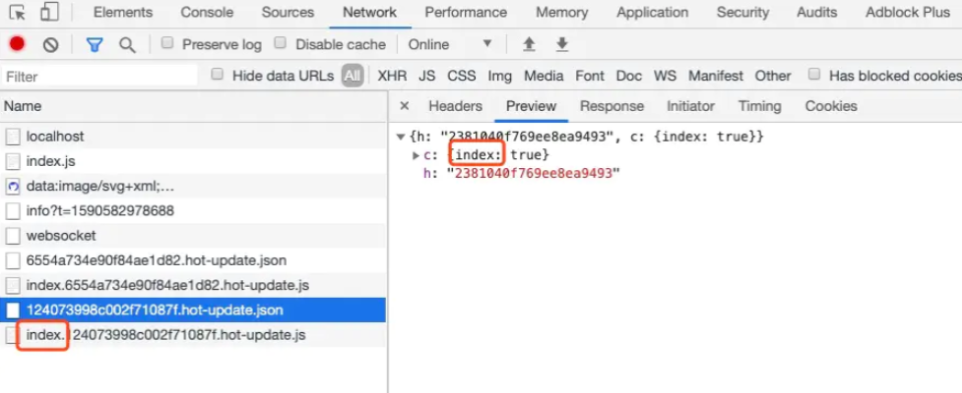 Elements Console Sources Network Performance Memory Application Security Audits Adblock Plus
Preserve log Disable cache Online
Filter Hide data URLs All XHR JS CSS Img Media Font Doc WS Manifest Other Has blocked cookies
Name
localhost
index.js
data:image/svg+xml;...
info?t=1590582978688
websocket
6554a734e90f84ae1d82.hot-update.json
index.6554a734e90f84ae1d82.hot-update.js
124073998c002f71087f.hot-update.json
index.124073998c002f71087f.hot-update.js
× Headers Preview Response Initiator Timing Cookies
{h: "2381040f769ee8ea9493", c: {index: true}}
c: {index: true}
h: "2381040f769ee8ea9493"